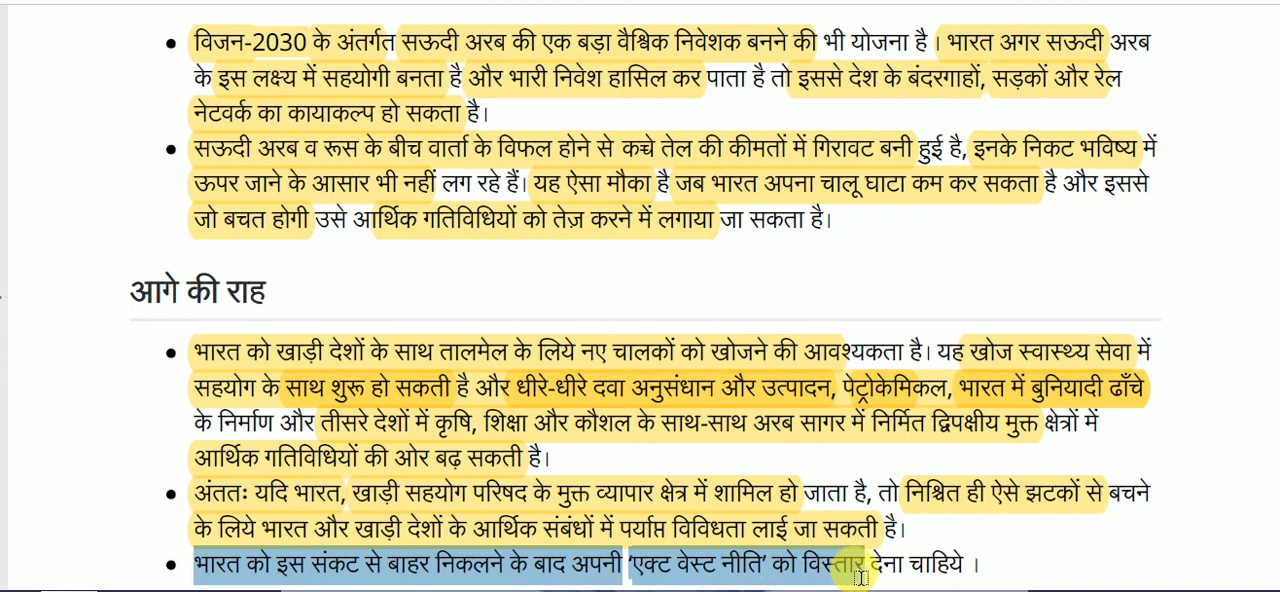 विजन-2030 के अंतर्गत सऊदी अरब की एक बड़ा वैश्विक निवेशक बनने की भी योजना है । भारत अगर सऊदी अरब
के इस लक्ष्य में सहयोगी बनता है और भारी निवेश हासिल कर पाता है तो इससे देश के बंदरगाहों, सड़कों और रेल
नेटवर्क का कायाकल्प हो सकता है।
सऊदी अरब व रूस के बीच वार्ता के विफल होने से कच्चे तेल की कीमतों में गिरावट बनी हुई है, इनके निकट भविष्य में
ऊपर जाने के आसार भी नहीं लग रहे हैं। यह ऐसा मौका है जब भारत अपना चालू घाटा कम कर सकता है और इससे
जो बचत होगी उसे आर्थिक गतिविधियों को तेज़ करने में लगाया जा सकता है।
आगे की राह
भारत को खाड़ी देशों के साथ तालमेल के लिये नए चालकों को खोजने की आवश्यकता है। यह खोज स्वास्थ्य सेवा में
सहयोग के साथ शुरू हो सकती है और धीरे-धीरे दवा अनुसंधान और उत्पादन, पेट्रोकेमिकल, भारत में बुनियादी ढाँचे
के निर्माण और तीसरे देशों में कृषि, शिक्षा और कौशल के साथ-साथ अरब सागर में निर्मित द्विपक्षीय मुक्त क्षेत्रों में
आर्थिक गतिविधियों की ओर बढ़ सकती है।
अंततः यदि भारत, खाड़ी सहयोग परिषद के मुक्त व्यापार क्षेत्र में शामिल हो जाता है, तो निश्चित ही ऐसे झटकों से बचने
के लिये भारत और खाड़ी देशों के आर्थिक संबंधों में पर्याप्त विविधता लाई जा सकती है।
भारत को इस संकट से बाहर निकलने के बाद अपनी ‘एक्ट वेस्ट नीति’ को विस्तार देना चाहिये ।